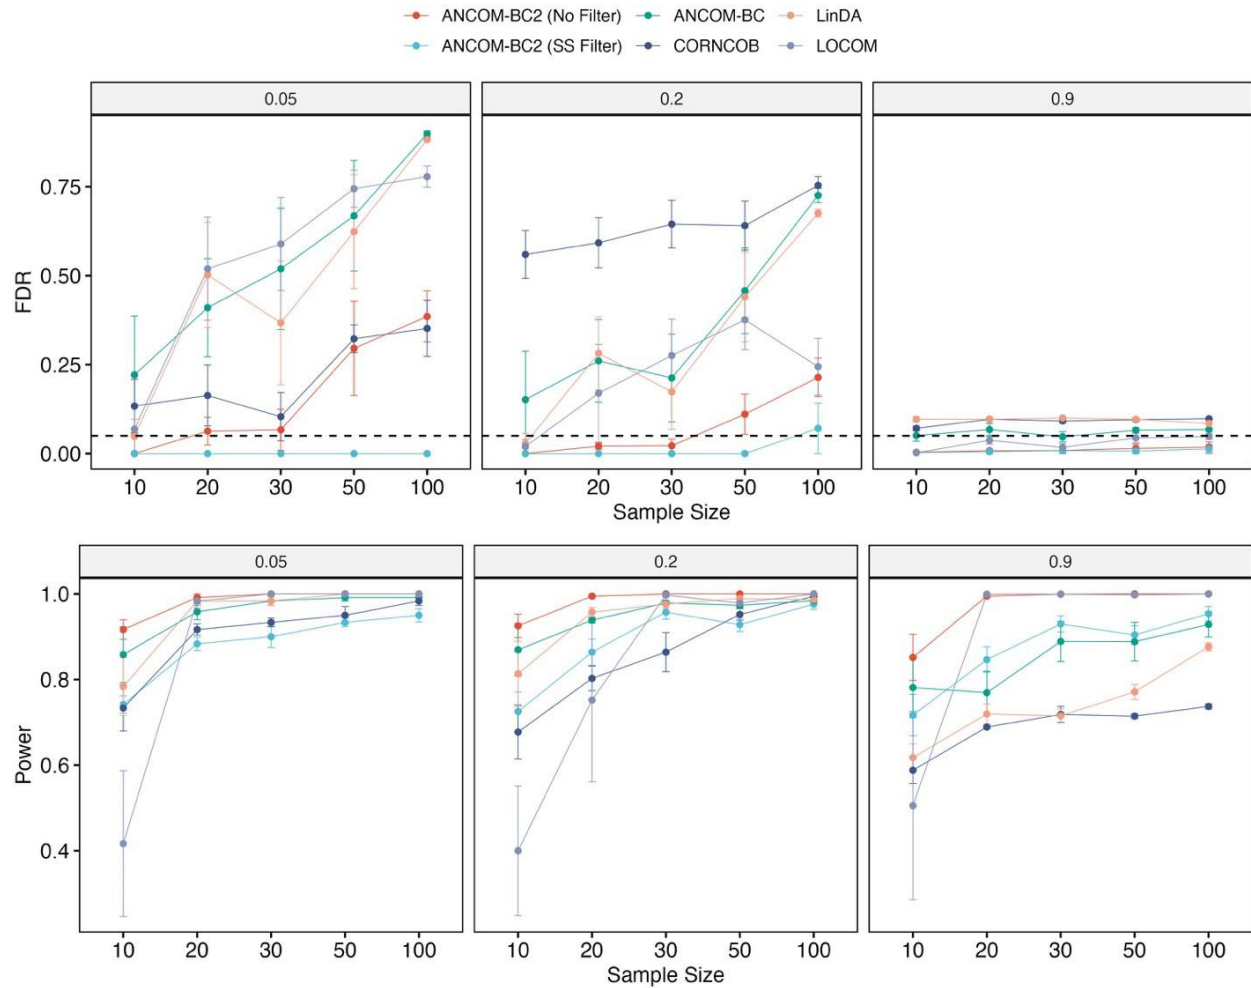 ANCOM-BC2 (No Filter) ANCOM-BC LinDA
ANCOM-BC2 (SS Filter) CORNCOB LOCOM
0.05 0.2 0.9
FDR
0.75
0.50
0.25
0.00
10 20 30 50 100 10 20 30 50 100 10 20 30 50 100
Sample Size
0.05 0.2 0.9
Power
1.0
0.8
0.6
0.4
10 20 30 50 100 10 20 30 50 100 10 20 30 50 100
Sample Size